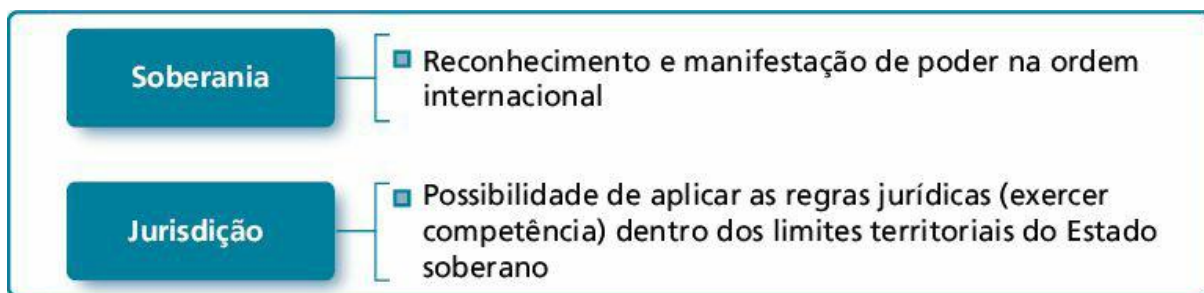 Soberania
Reconhecimento e manifestação de poder na ordem
internacional
Jurisdição
Possibilidade de aplicar as regras jurídicas (exercer
competência) dentro dos limites territoriais do Estado
soberano